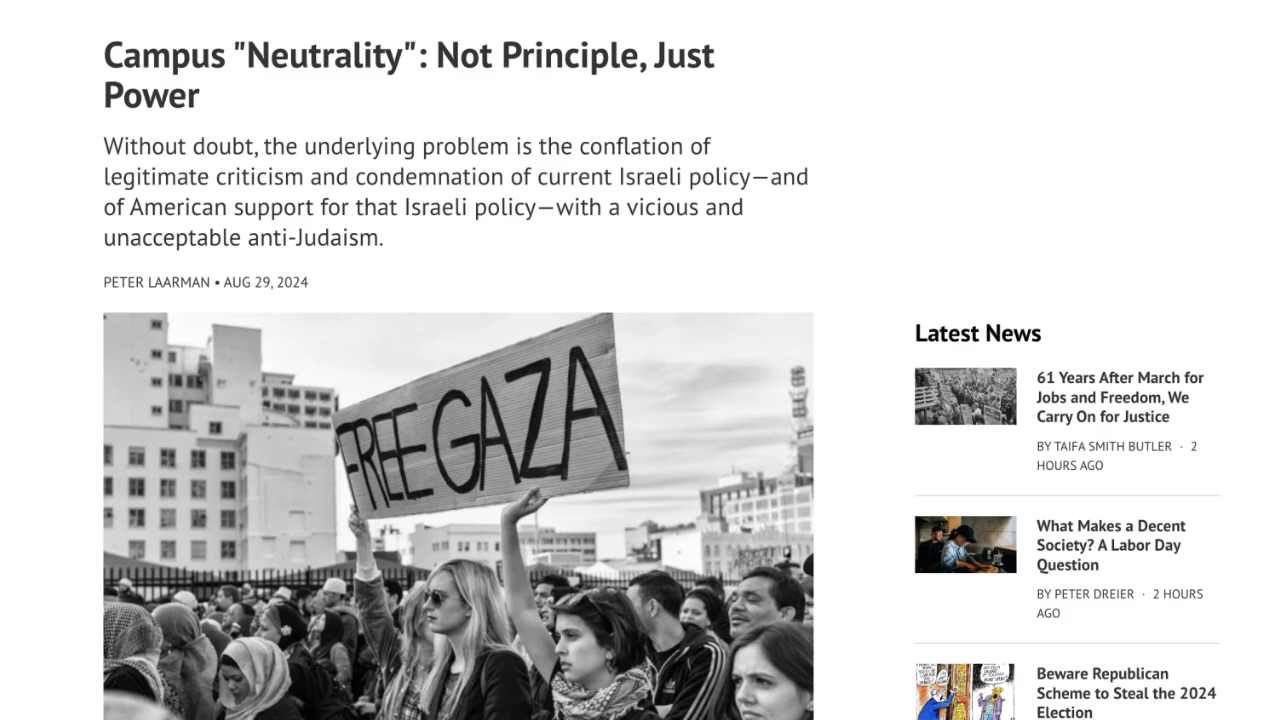 Campus "Neutrality": Not Principle, Just
Power
Without doubt, the underlying problem is the conflation of
legitimate criticism and condemnation of current Israeli policy—and
of American support for that Israeli policy—with a vicious and
unacceptable anti-Judaism.
PETER LAARMAN • AUG 29, 2024
FREE GAZA
Latest News
61 Years After March for
Jobs and Freedom, We
Carry On for Justice
BY TAIFA SMITH BUTLER · 2
HOURS AGO
What Makes a Decent
Society? A Labor Day
Question
BY PETER DREIER · 2 HOURS
AGO
Beware Republican
Scheme to Steal the 2024
Election